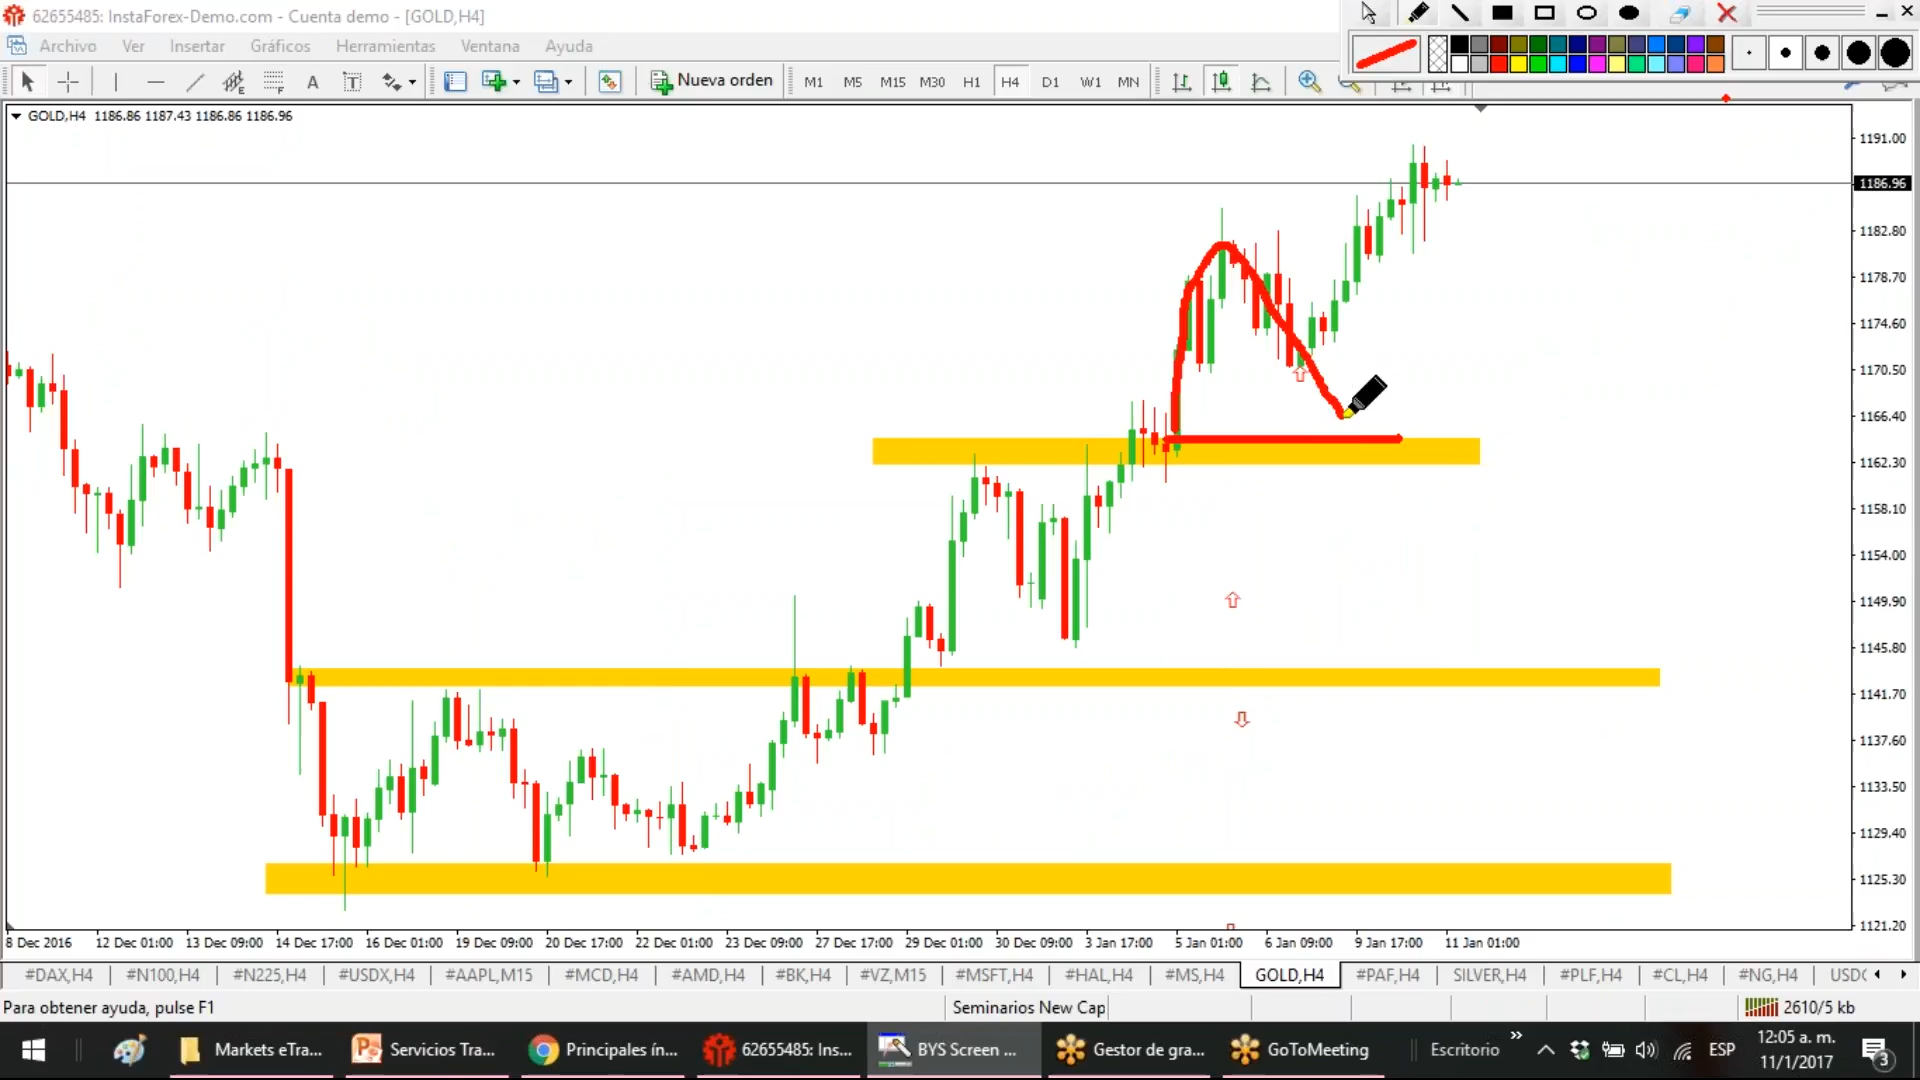 62655485: InstaForex-Demo.com - Cuenta demo - [GOLD,H4]
Archivo Ver Insertar Gráficos Herramientas Ventana Ayuda
A T Nueva orden M1 M5 M15 M30 H1 H4 D1 W1 MN
GOLD,H4 1186.86 1187.43 1186.86 1186.96
1191.00
1186.96
1182.80
1178.70
1174.60
1170.50
1166.40
1162.30
1158.10
1154.00
1149.90
1145.80
1141.70
1137.60
1133.50
1129.40
1125.30
1121.20
8 Dec 2016 12 Dec 01:00 13 Dec 09:00 14 Dec 17:00 16 Dec 01:00 19 Dec 09:00 20 Dec 17:00 22 Dec 01:00 23 Dec 09:00 27 Dec 17:00 29 Dec 01:00 30 Dec 09:00 3 Jan 17:00 5 Jan 01:00 6 Jan 09:00 9 Jan 17:00 11 Jan 01:00
#DAX,H4 #N100,H4 #N225,H4 #USDX,H4 #AAPL,M15 #MCD,H4 #AMD,H4 #BK,H4 #VZ,M15 #MSFT,H4 #HAL,H4 #MS,H4 GOLD,H4 #PAF,H4 SILVER,H4 #PLF,H4 #CL,H4 #NG,H4
Para obtener ayuda, pulse F1 Seminarios New Cap 2610/5 kb
Markets eTra... Servicios Tra... Principales ín... 62655485: Ins... BYS Screen ... Gestor de gra... GoToMeeting Escritorio ESP 12:05 a. m.
11/1/2017 3